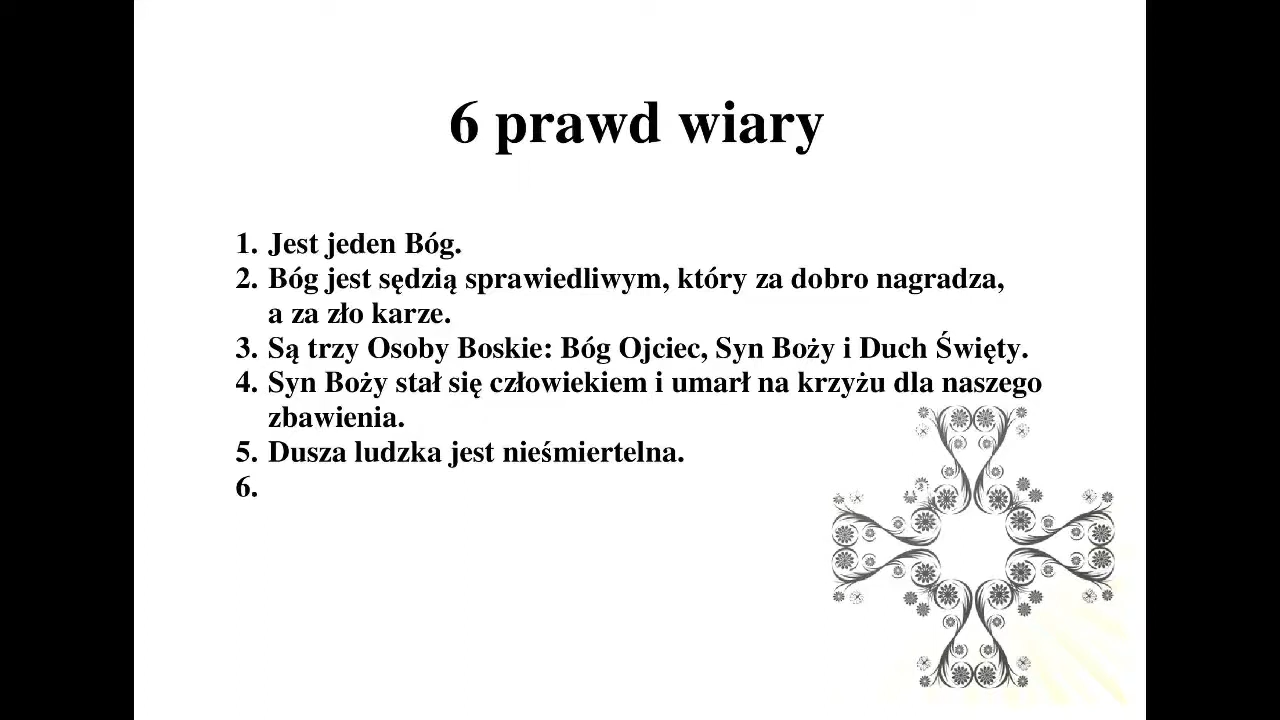 6 prawd wiary
1. Jest jeden Bóg.
2. Bóg jest sędzią sprawiedliwym, który za dobro nagradza,
a za zło karze.
3. Są trzy Osoby Boskie: Bóg Ojciec, Syn Boży i Duch Święty.
4. Syn Boży stał się człowiekiem i umarł na krzyżu dla naszego
zbawienia.
5. Dusza ludzka jest nieśmiertelna.
6.